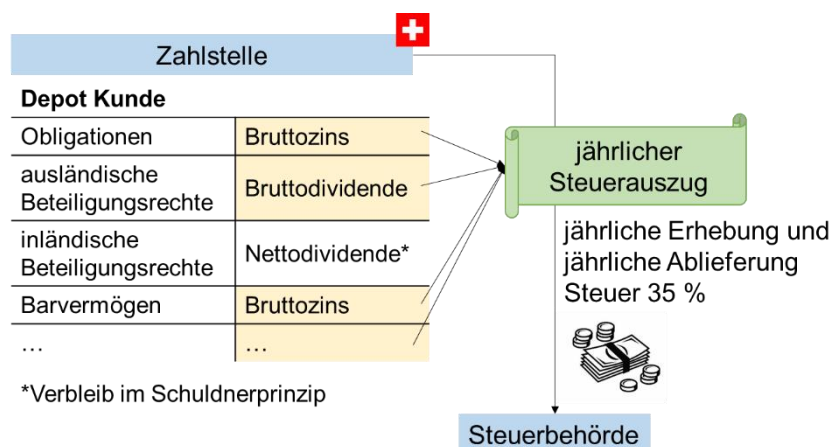 Zahlstelle
Depot Kunde
Obligationen Bruttozins
ausländische
Beteiligungsrechte Bruttodividende
inländische
Beteiligungsrechte Nettodividende*
Barvermögen Bruttozins
… …
*Verbleib im Schuldnerprinzip
jährlicher
Steuerauszug
jährliche Erhebung und
jährliche Ablieferung
Steuer 35 %
Steuerbehörde